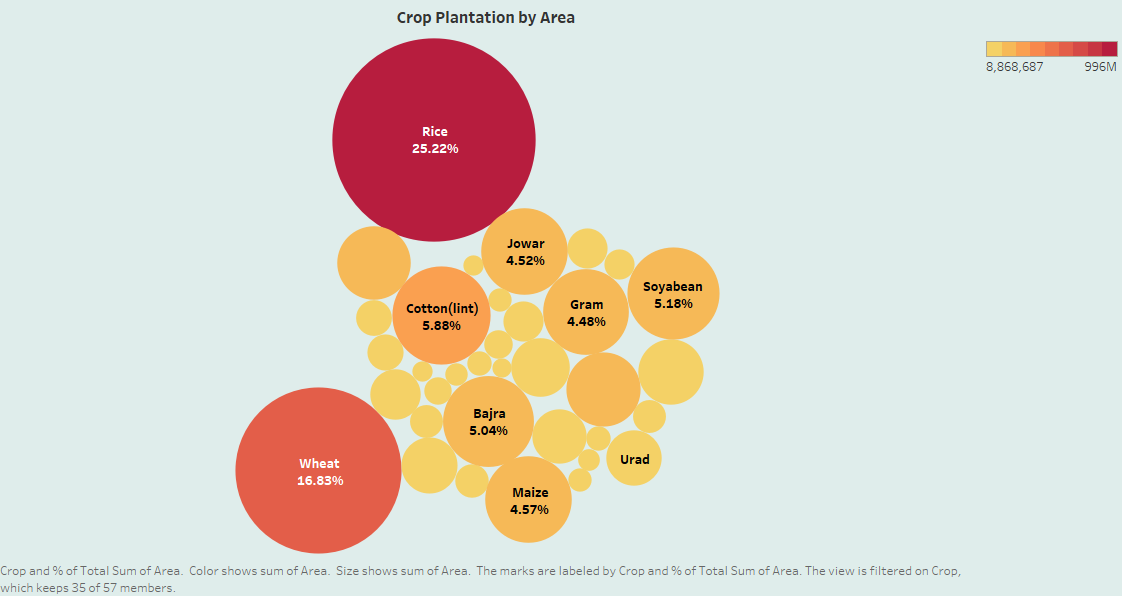 Crop Plantation by Area
8,868,687 996M
Rice
25.22%
Jowar
4.52%
Soyabean
5.18%
Gram
4.48%
Cotton(lint)
5.88%
Bajra
5.04%
Urad
Wheat
16.83%
Maize
4.57%
Crop and % of Total Sum of Area.  Color shows sum of Area.  Size shows sum of Area.  The marks are labeled by Crop and % of Total Sum of Area. The view is filtered on Crop,
which keeps 35 of 57 members.